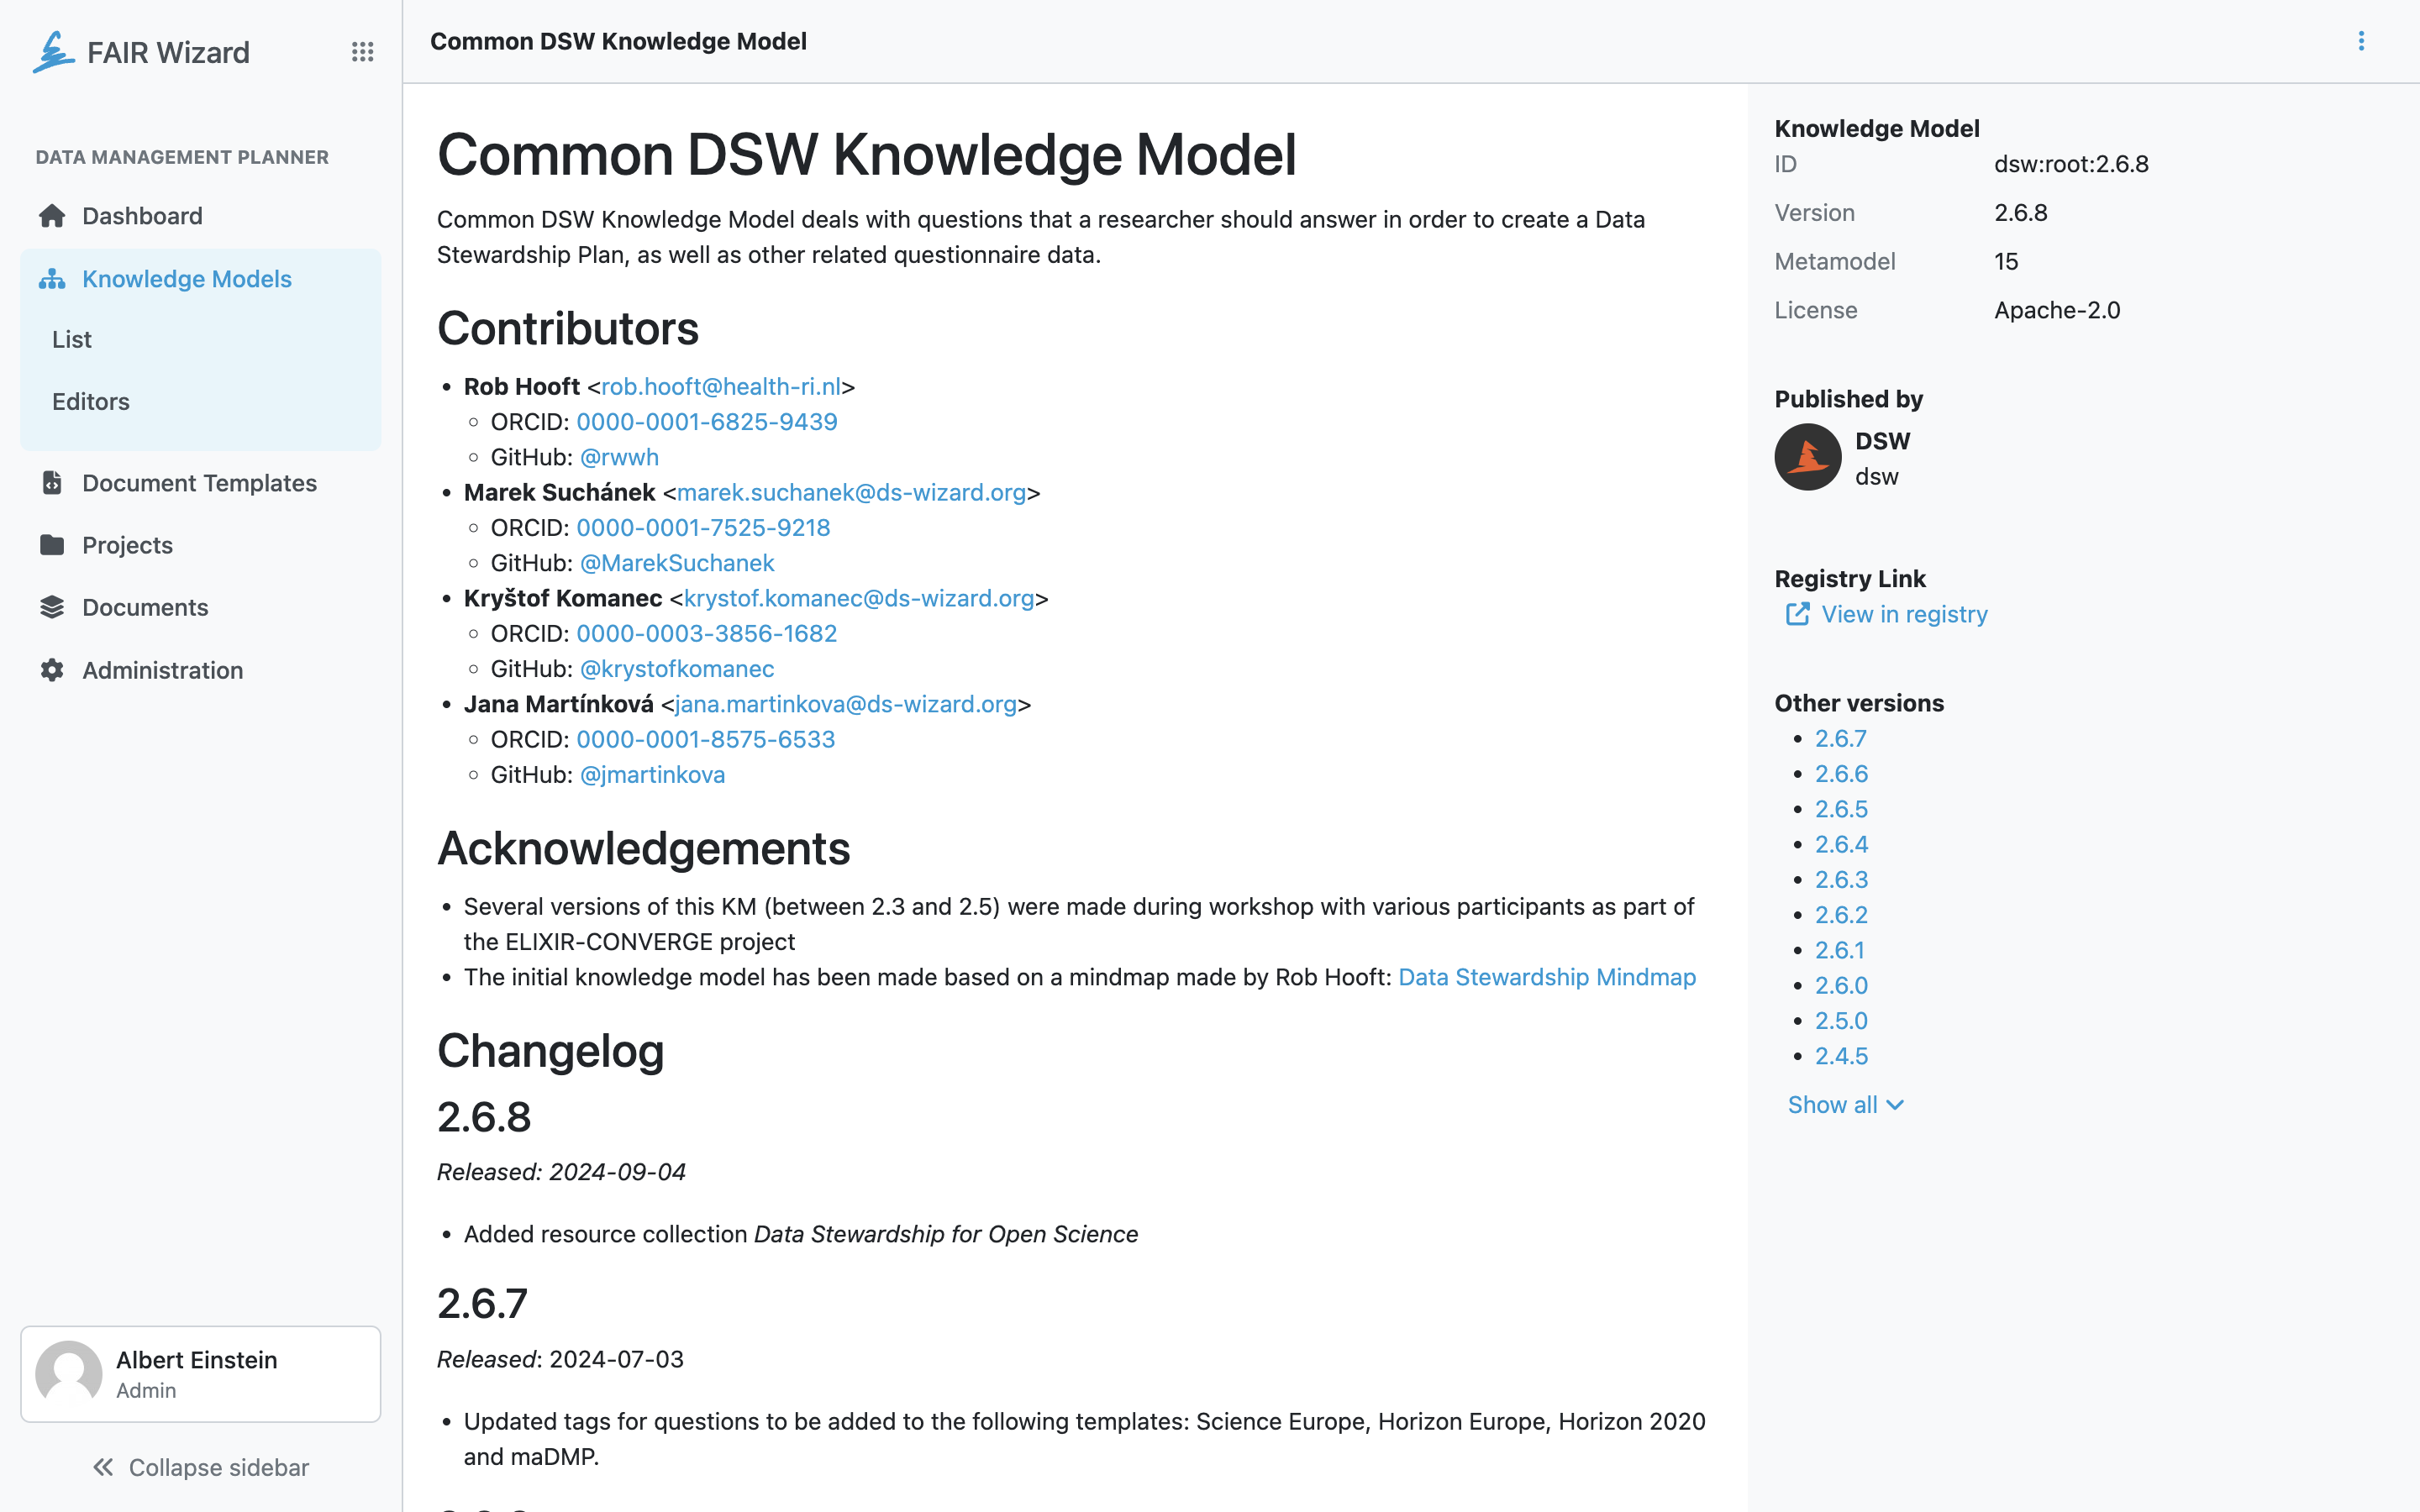 FAIR Wizard
DATA MANAGEMENT PLANNER
Dashboard
Knowledge Models
List
Editors
Document Templates
Projects
Documents
Administration
Albert Einstein
Admin
Collapse sidebar
Common DSW Knowledge Model
Common DSW Knowledge Model
Common DSW Knowledge Model deals with questions that a researcher should answer in order to create a Data
Stewardship Plan, as well as other related questionnaire data.
Contributors
• Rob Hooft <rob.hooft@health-ri.nl>
◦ ORCID: 0000-0001-6825-9439
◦ GitHub: @rwwh
• Marek Suchánek <marek.suchanek@ds-wizard.org>
◦ ORCID: 0000-0001-7525-9218
◦ GitHub: @MarekSuchanek
• Kryštof Komanec <krystof.komanec@ds-wizard.org>
◦ ORCID: 0000-0003-3856-1682
◦ GitHub: @krystofkomanec
• Jana Martínková <jana.martinkova@ds-wizard.org>
◦ ORCID: 0000-0001-8575-6533
◦ GitHub: @jmartinkova
Acknowledgements
• Several versions of this KM (between 2.3 and 2.5) were made during workshop with various participants as part of
the ELIXIR-CONVERGE project
• The initial knowledge model has been made based on a mindmap made by Rob Hooft: Data Stewardship Mindmap
Changelog
2.6.8
Released: 2024-09-04
• Added resource collection Data Stewardship for Open Science
2.6.7
Released: 2024-07-03
• Updated tags for questions to be added to the following templates: Science Europe, Horizon Europe, Horizon 2020
and maDMP.
Knowledge Model
ID dsw:root:2.6.8
Version 2.6.8
Metamodel 15
License Apache-2.0
Published by
DSW
dsw
Registry Link
View in registry
Other versions
• 2.6.7
• 2.6.6
• 2.6.5
• 2.6.4
• 2.6.3
• 2.6.2
• 2.6.1
• 2.6.0
• 2.5.0
• 2.4.5
Show all